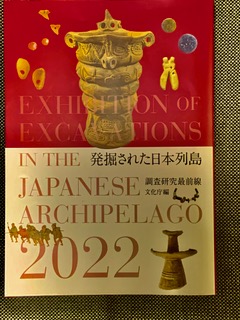 EXHIBITION OF
EXCAVATIONS
IN THE
発掘された日本列島
JAPANESE
調査研究最前線
文化庁編
ARCHIPELAGO
2022